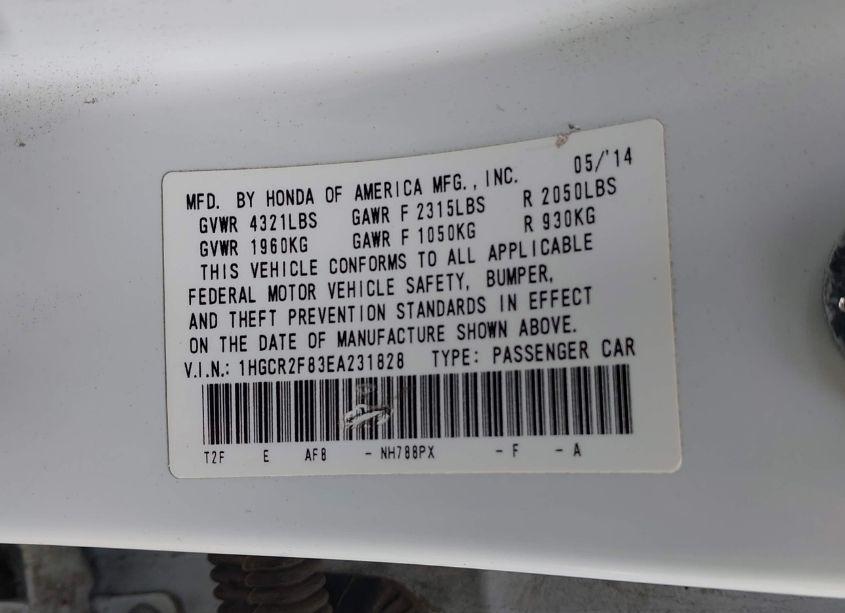 MFD. BY HONDA OF AMERICA MFG., INC. 05/'14
GVWR 4321LBS GAWR F 2315LBS R 2050LBS
GVWR 1960KG GAWR F 1050KG R 930KG
THIS VEHICLE CONFORMS TO ALL APPLICABLE
FEDERAL MOTOR VEHICLE SAFETY, BUMPER,
AND THEFT PREVENTION STANDARDS IN EFFECT
ON THE DATE OF MANUFACTURE SHOWN ABOVE.
V.I.N.: 1HGCR2F83EA231828 TYPE: PASSENGER CAR
T2F E AF8 - NH788PX - F - A